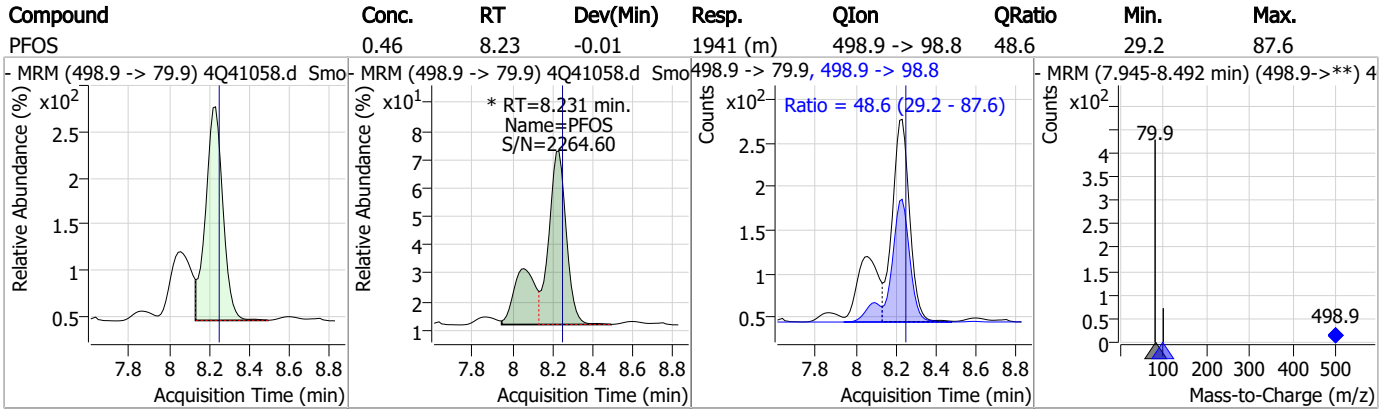 Compound Conc. RT Dev(Min) Resp. QIon QRatio Min. Max.
PFOS 0.46 8.23 -0.01 1941 (m) 498.9 -> 98.8 48.6 29.2 87.6
- MRM (498.9 -> 79.9) 4Q41058.d Smo
Relative Abundance (%)
x10²
2.5
2
1.5
1
0.5
7.8 8 8.2 8.4 8.6 8.8
Acquisition Time (min)
- MRM (498.9 -> 79.9) 4Q41058.d Smo
Relative Abundance (%)
x10¹
* RT=8.231 min.
Name=PFOS
S/N=2264.60
8
7
6
5
4
3
2
1
7.8 8 8.2 8.4 8.6 8.8
Acquisition Time (min)
498.9 -> 79.9, 498.9 -> 98.8
Counts
x10²
Ratio = 48.6 (29.2 - 87.6)
2.5
2
1.5
1
0.5
7.8 8 8.2 8.4 8.6 8.8
Acquisition Time (min)
- MRM (7.945-8.492 min) (498.9->**) 4
Counts
x10²
79.9
4
3.5
3
2.5
2
1.5
1
0.5
0
498.9
100 200 300 400 500
Mass-to-Charge (m/z)